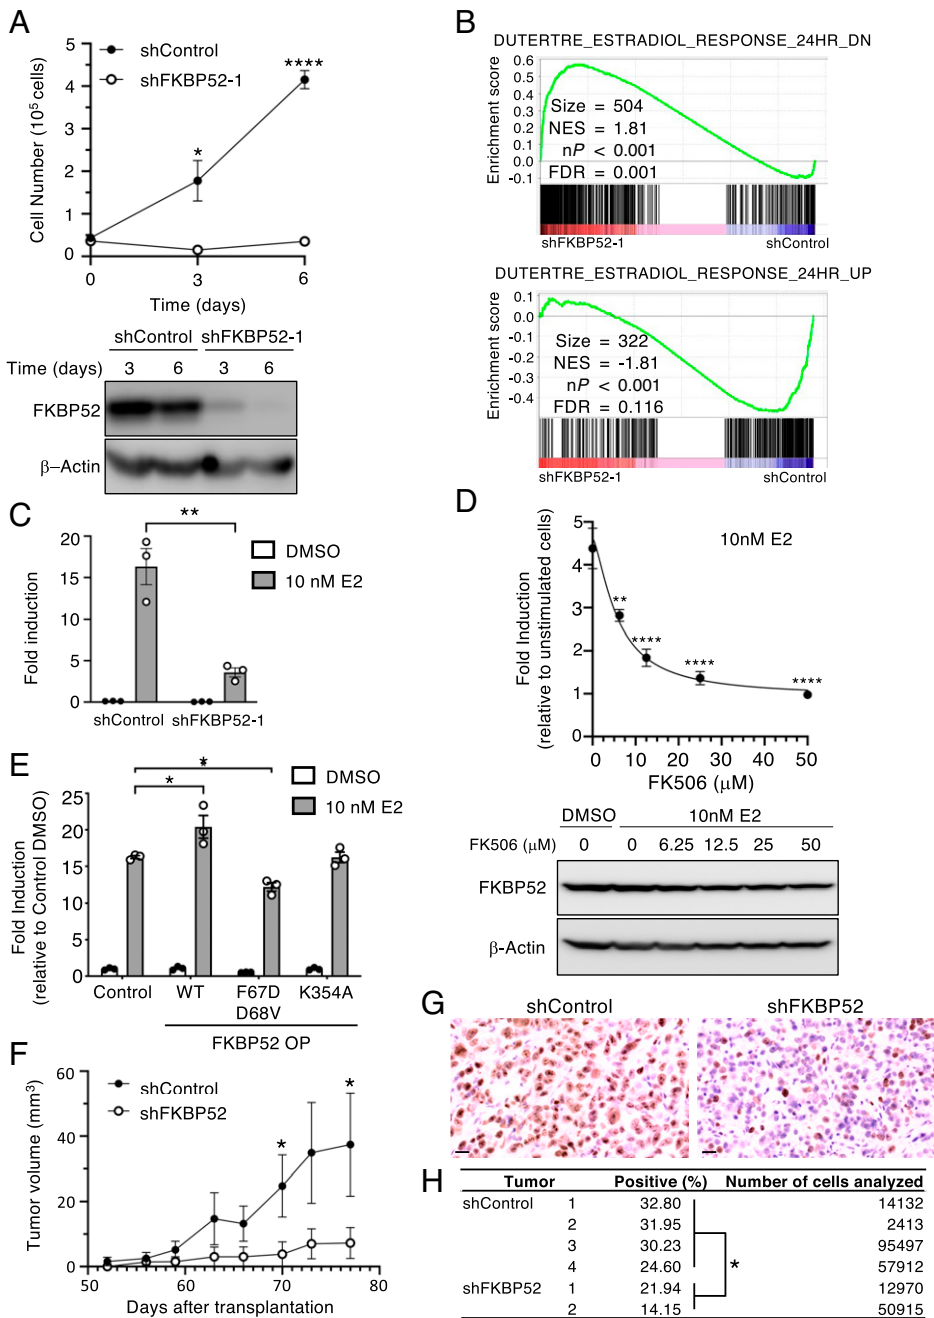 A
5
4
3
2
1
0
Cell Number (10⁵ cells)
shControl
shFKBP52-1
*
****
0 3 6
Time (days)
shControl shFKBP52-1
Time (days) 3 6 3 6
FKBP52
β–Actin
B
DUTERTRE_ESTRADIOL_RESPONSE_24HR_DN
Enrichment score
0.6
0.5
0.4
0.3
0.2
0.1
0.0
-0.1
Size = 504
NES = 1.81
nP < 0.001
FDR = 0.001
shFKBP52-1 shControl
DUTERTRE_ESTRADIOL_RESPONSE_24HR_UP
Enrichment score
0.1
0.0
-0.1
-0.2
-0.3
-0.4
Size = 322
NES = -1.81
nP < 0.001
FDR = 0.116
shFKBP52-1 shControl
C
Fold induction
20
15
10
5
0
**
DMSO
10 nM E2
shControl shFKBP52-1
D
Fold Induction
(relative to unstimulated cells)
5
4
3
2
1
0
10nM E2
**
****
****
****
0 10 20 30 40 50
FK506 (μM)
DMSO 10nM E2
FK506 (μM) 0 0 6.25 12.5 25 50
FKBP52
β-Actin
E
Fold Induction
(relative to Control DMSO)
25
20
15
10
5
0
*
*
DMSO
10 nM E2
Control WT F67D K354A
D68V
FKBP52 OP
F
Tumor volume (mm³)
60
40
20
0
shControl
shFKBP52
*
*
50 60 70 80
Days after transplantation
G
shControl shFKBP52
H
Tumor Positive (%) Number of cells analyzed
shControl 1 32.80 14132
2 31.95 2413
3 30.23 95497
4 24.60 57912
*
shFKBP52 1 21.94 12970
2 14.15 50915